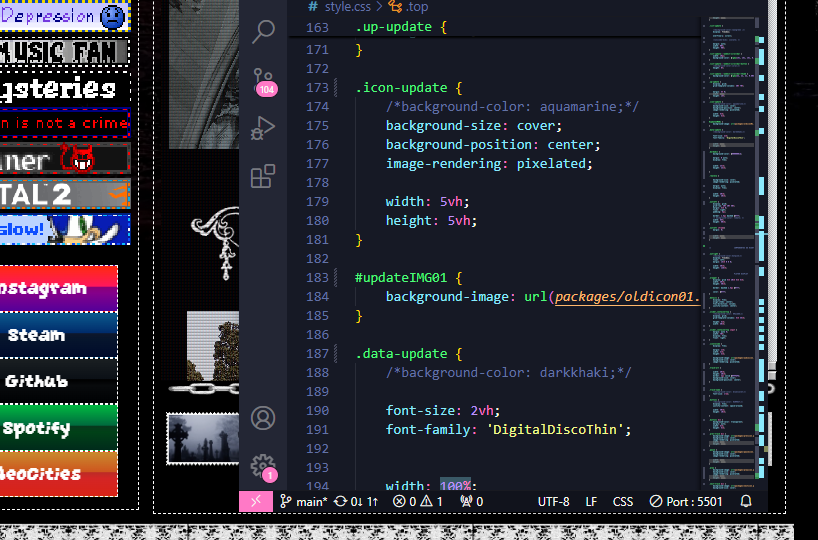 Depression
MUSIC FAN
ysteries
n is not a crime
ner
TAL 2
slow!
nstagram
Steam
Github
Spotify
NeoCities
# style.css > .top
163 .up-update {
171 }
172
173 .icon-update {
174 /*background-color: aquamarine;*/
175 background-size: cover;
176 background-position: center;
177 image-rendering: pixelated;
178
179 width: 5vh;
180 height: 5vh;
181 }
182
183 #updateIMG01 {
184 background-image: url(packages/oldicon01.
185 }
186
187 .data-update {
188 /*background-color: darkkhaki;*/
189
190 font-size: 2vh;
191 font-family: 'DigitalDiscoThin';
192
193
194 width: 100%;
104
1
main* 0↓ 1↑ 0 1 0 UTF-8 LF CSS Port : 5501